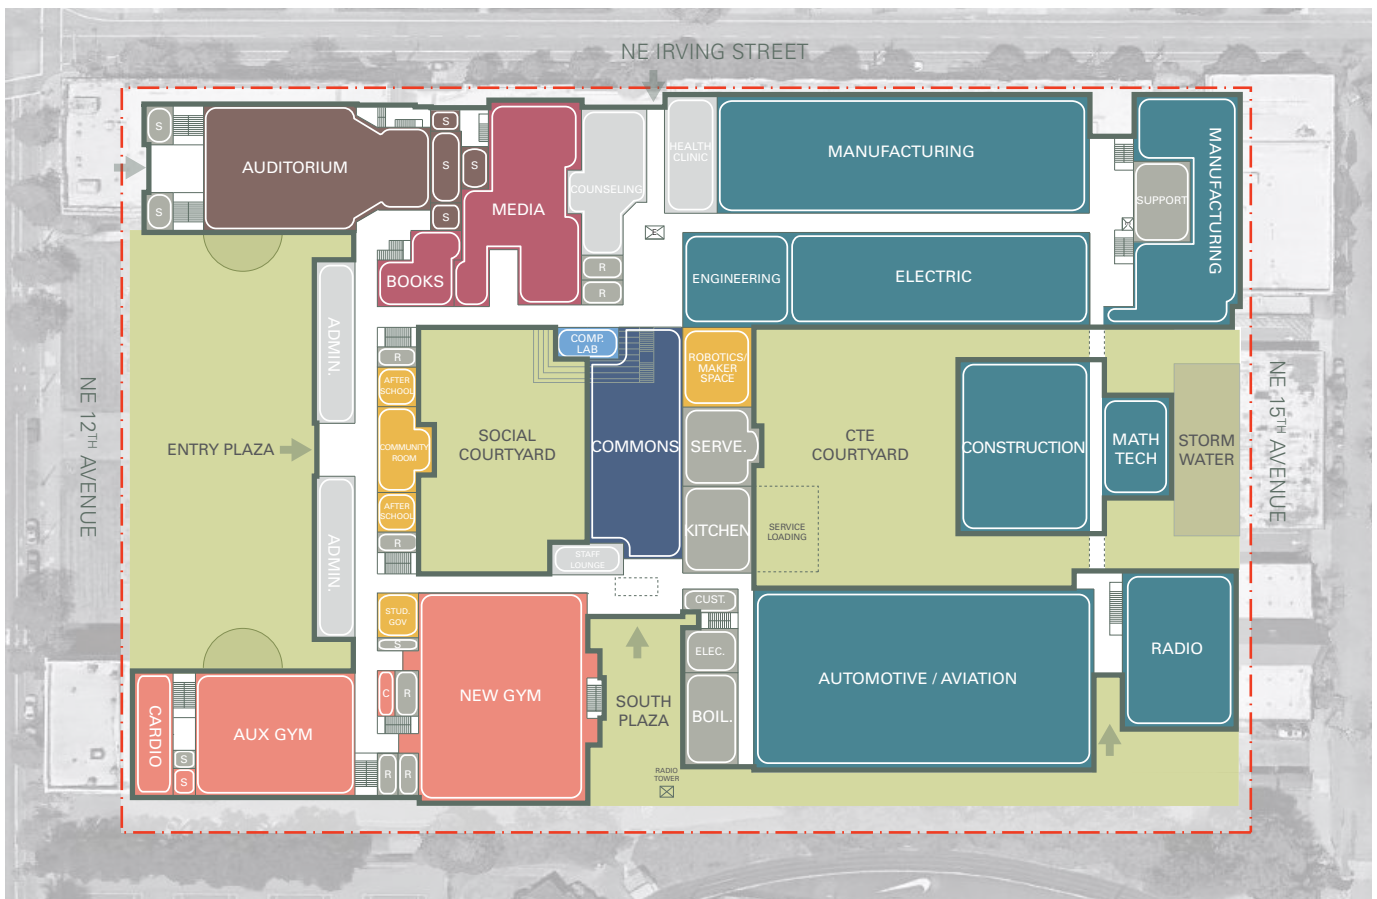 NE IRVING STREET
S
AUDITORIUM
S
S
S
S
S
MEDIA
BOOKS
COUNSELING
R
R
HEALTH
CLINIC
MANUFACTURING
MANUFACTURING
SUPPORT
E
ENGINEERING
ELECTRIC
ADMIN.
R
AFTER
SCHOOL
COMMUNITY
ROOM
AFTER
SCHOOL
R
COMP.
LAB
ROBOTICS/
MAKER
SPACE
NE 12TH AVENUE
ENTRY PLAZA
SOCIAL
COURTYARD
COMMONS
SERVE.
CTE
COURTYARD
CONSTRUCTION
MATH
TECH
STORM
WATER
NE 15TH AVENUE
KITCHEN
SERVICE
LOADING
ADMIN.
STAFF
LOUNGE
STUD.
GOV
S
CUST.
ELEC.
NEW GYM
C
R
SOUTH
PLAZA
BOIL.
AUTOMOTIVE / AVIATION
RADIO
CARDIO
S
S
AUX GYM
R
R
RADIO
TOWER